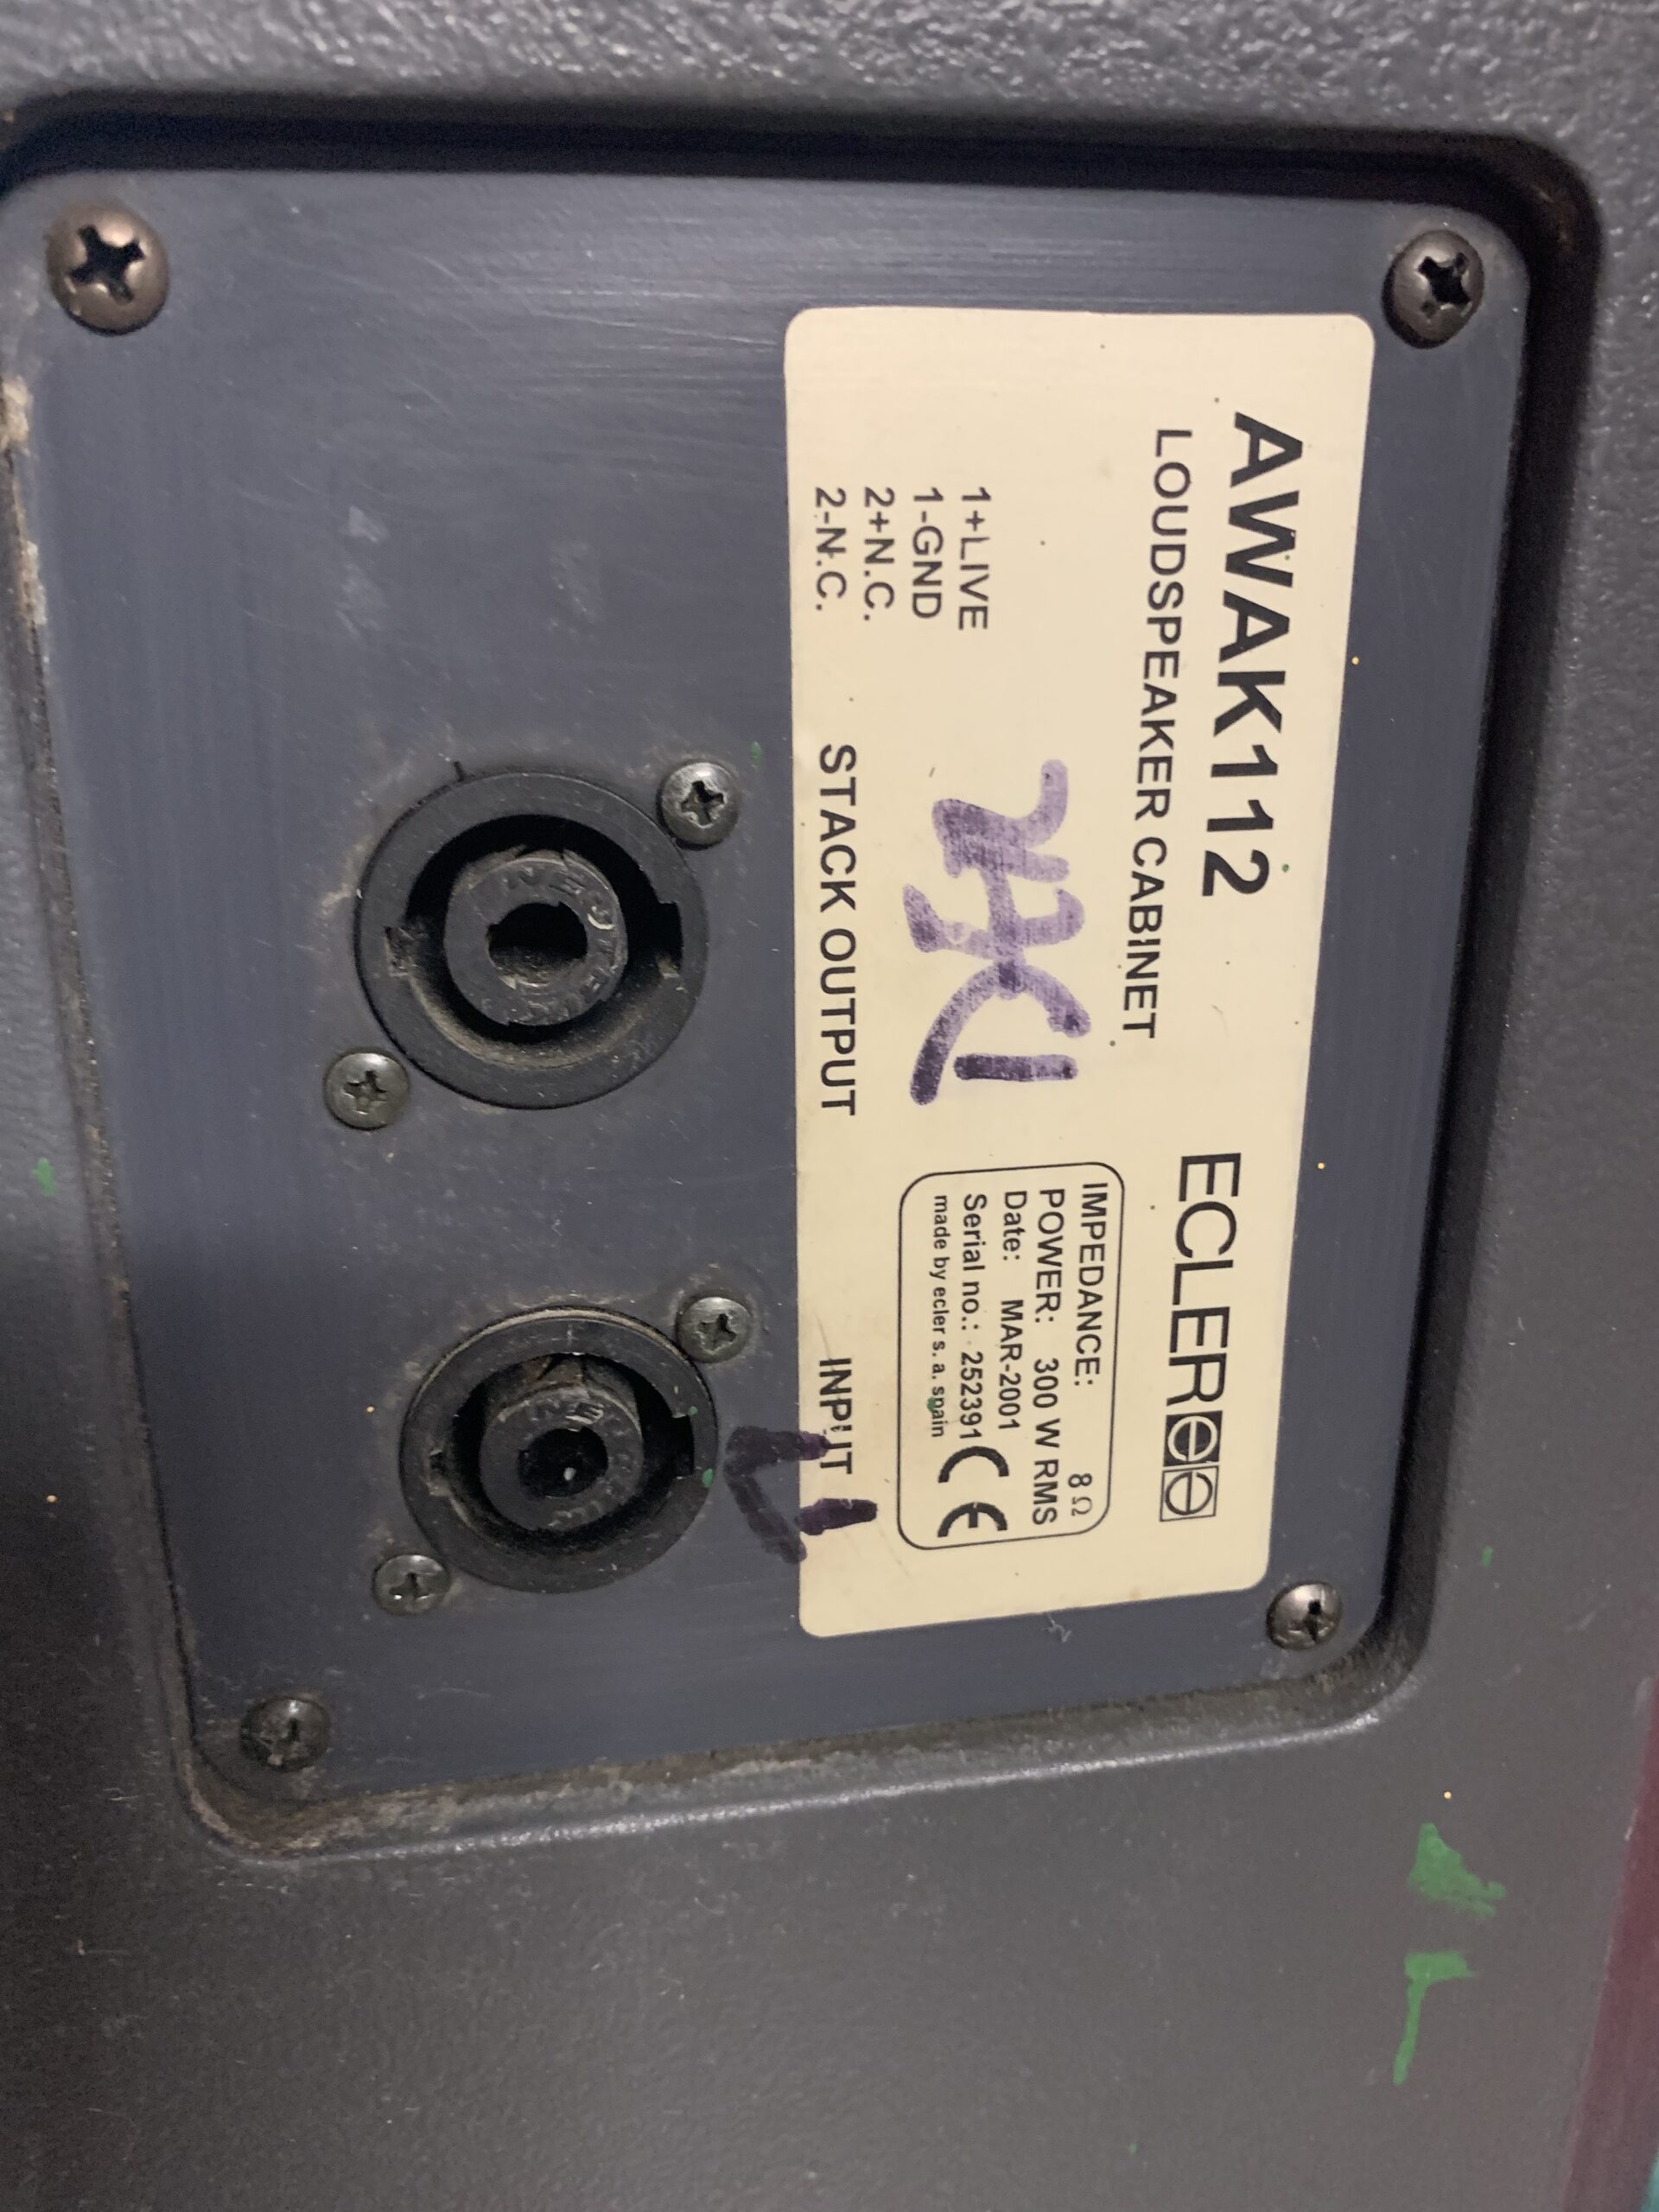 AWAK112
LOUDSPEAKER CABINET
ECLER
1+LIVE
1-GND
2+N.C.
2-N.C.
IMPEDANCE: 8 Ω
POWER: 300 W RMS
Date: MAR-2001
Serial no.: 252391
made by ecler s. a. spain
CE
STACK OUTPUT
INPUT